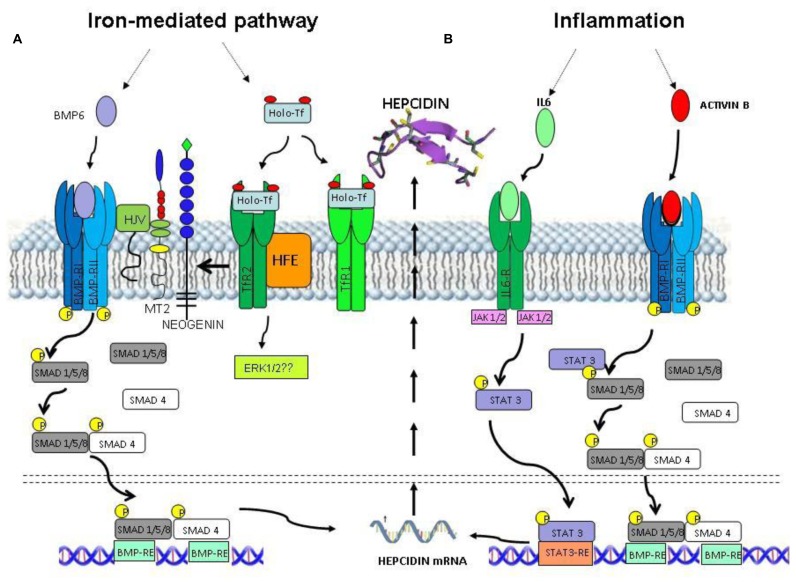 Iron-mediated pathway
Inflammation
A
B
BMP6
Holo-Tf
HEPCIDIN
IL6
ACTIVIN B
Holo-Tf
Holo-Tf
HJV
HFE
BMP-RI
BMP-RII
MT2
NEOGENIN
TfR2
TfR1
IL6-R
BMP-RI
BMP-RII
JAK1/2
JAK1/2
P
P
P
P
P
SMAD 1/5/8
SMAD 1/5/8
ERK1/2??
SMAD 4
P
P
SMAD 1/5/8
SMAD 4
P
STAT 3
STAT 3
P
SMAD 1/5/8
SMAD 1/5/8
SMAD 4
P
P
SMAD 1/5/8
SMAD 4
P
P
SMAD 1/5/8
SMAD 4
BMP-RE
BMP-RE
HEPCIDIN mRNA
P
STAT 3
STAT3-RE
P
P
SMAD 1/5/8
SMAD 4
BMP-RE
BMP-RE